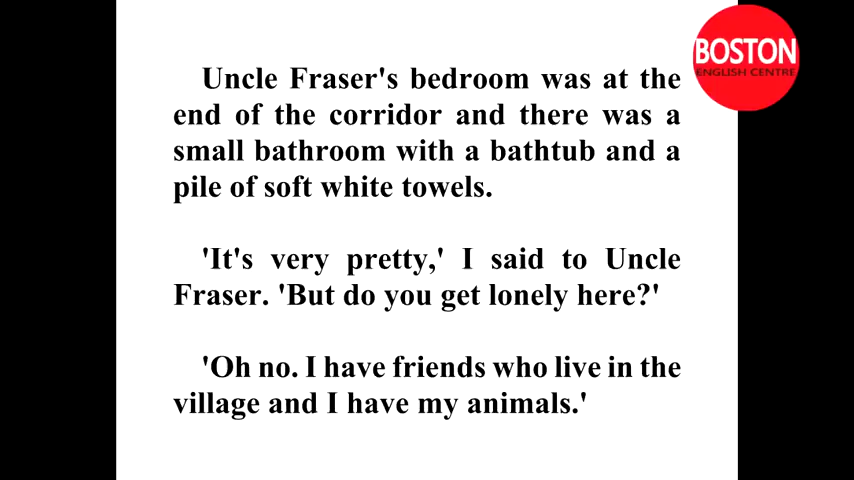 BOSTON
ENGLISH CENTRE
Uncle Fraser's bedroom was at the
end of the corridor and there was a
small bathroom with a bathtub and a
pile of soft white towels.
'It's very pretty,' I said to Uncle
Fraser. 'But do you get lonely here?'
'Oh no. I have friends who live in the
village and I have my animals.'